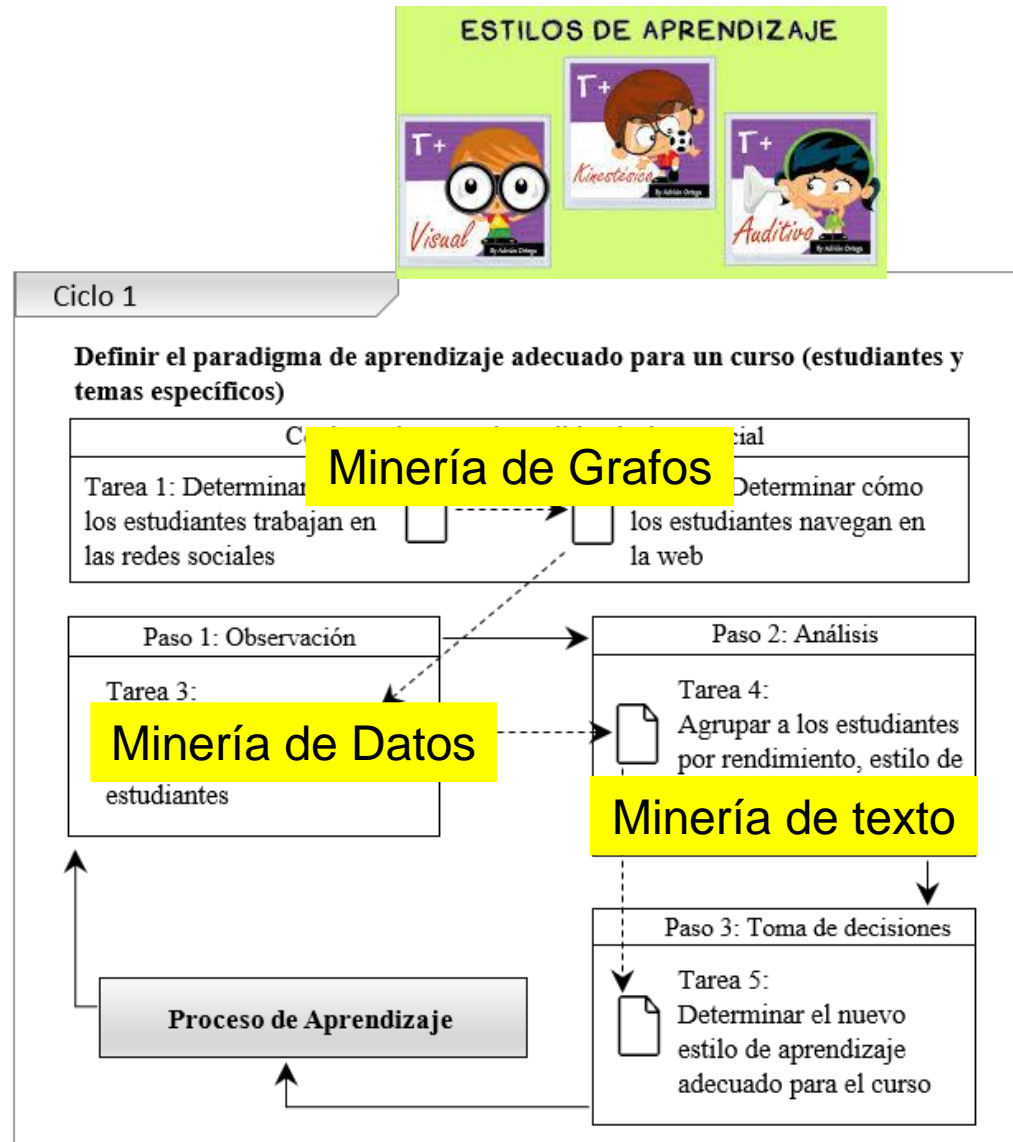 ESTILOS DE APRENDIZAJE
T+
Visual
By Adrián Ortega
T+
Kinestésico
By Adrián Ortega
T+
Auditivo
By Adrián Ortega
Ciclo 1
Definir el paradigma de aprendizaje adecuado para un curso (estudiantes y
temas específicos)
Minería de Grafos
Tarea 1: Determinar
los estudiantes trabajan en
las redes sociales
Determinar cómo
los estudiantes navegan en
la web
Paso 1: Observación
Tarea 3:
Minería de Datos
estudiantes
Paso 2: Análisis
Tarea 4:
Agrupar a los estudiantes
por rendimiento, estilo de
Minería de texto
Paso 3: Toma de decisiones
Tarea 5:
Determinar el nuevo
estilo de aprendizaje
adecuado para el curso
Proceso de Aprendizaje